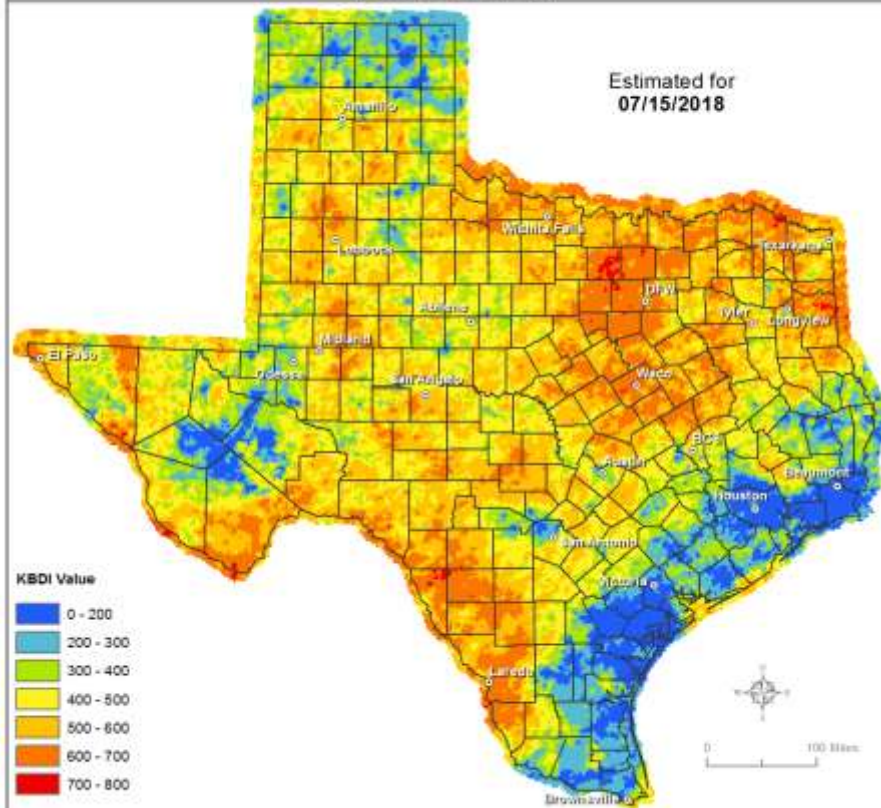 Estimated for
07/15/2018
Amarillo
Wichita Falls
Lubbock
Texarkana
DFW
Abilene
Tyler
Longview
Midland
El Paso
Odessa
San Angelo
Waco
BCS
Austin
Beaumont
Houston
San Antonio
Victoria
Laredo
Brownsville
KBDI Value
0 - 200
200 - 300
300 - 400
400 - 500
500 - 600
600 - 700
700 - 800
0 100 Miles